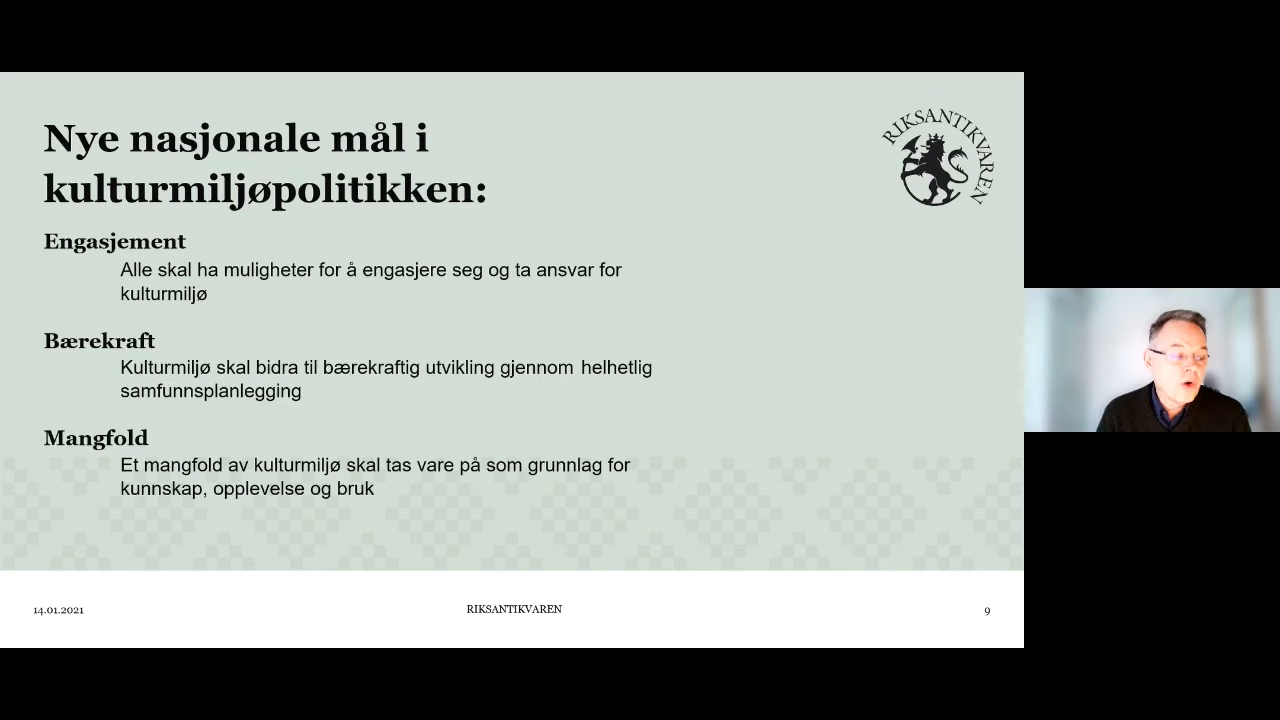 Nye nasjonale mål i
kulturmiljøpolitikken:
RIKSANTIKVAREN
Engasjement
Alle skal ha muligheter for å engasjere seg og ta ansvar for
kulturmiljø
Bærekraft
Kulturmiljø skal bidra til bærekraftig utvikling gjennom helhetlig
samfunnsplanlegging
Mangfold
Et mangfold av kulturmiljø skal tas vare på som grunnlag for
kunnskap, opplevelse og bruk
14.01.2021
RIKSANTIKVAREN
9